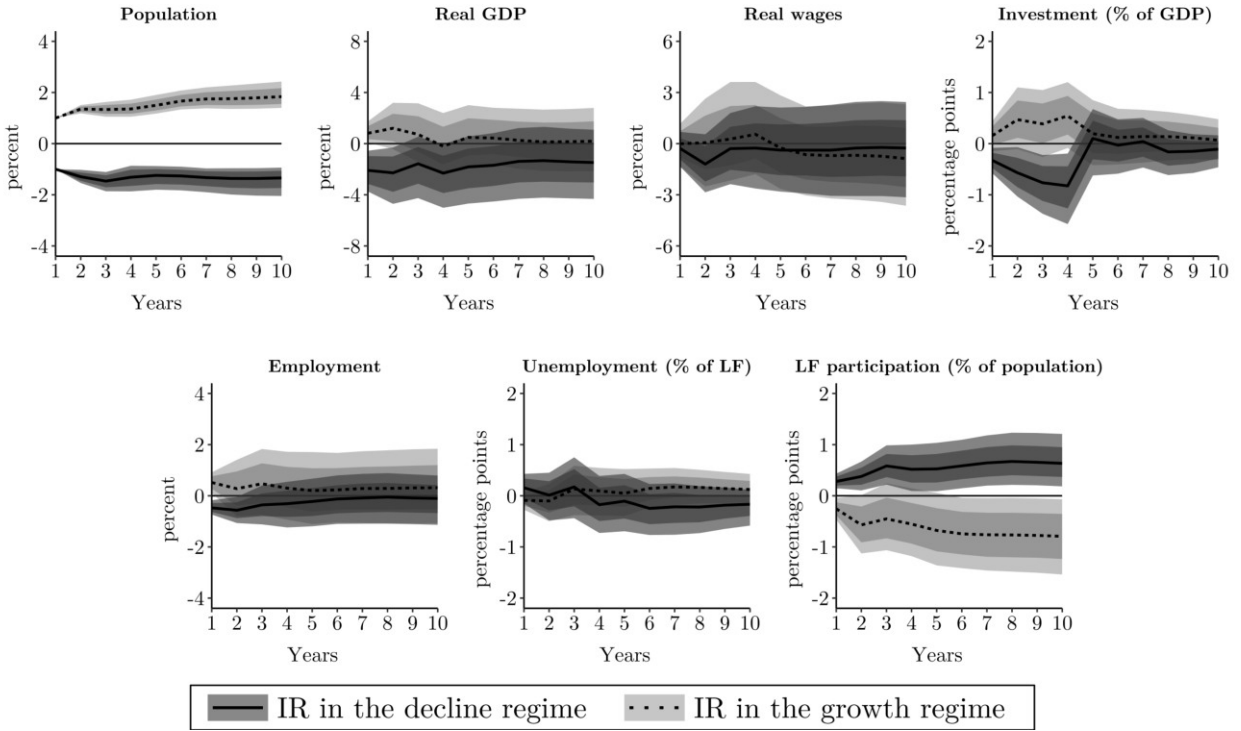 Population
Real GDP
Real wages
Investment (% of GDP)
percent
4
2
0
-2
-4
1 2 3 4 5 6 7 8 9 10
Years
percent
8
4
0
-4
-8
1 2 3 4 5 6 7 8 9 10
Years
percent
6
3
0
-3
-6
1 2 3 4 5 6 7 8 9 10
Years
percentage points
2
1
0
-1
-2
1 2 3 4 5 6 7 8 9 10
Years
Employment
Unemployment (% of LF)
LF participation (% of population)
percent
4
2
0
-2
-4
1 2 3 4 5 6 7 8 9 10
Years
percentage points
2
1
0
-1
-2
1 2 3 4 5 6 7 8 9 10
Years
percentage points
2
1
0
-1
-2
1 2 3 4 5 6 7 8 9 10
Years
IR in the decline regime
IR in the growth regime